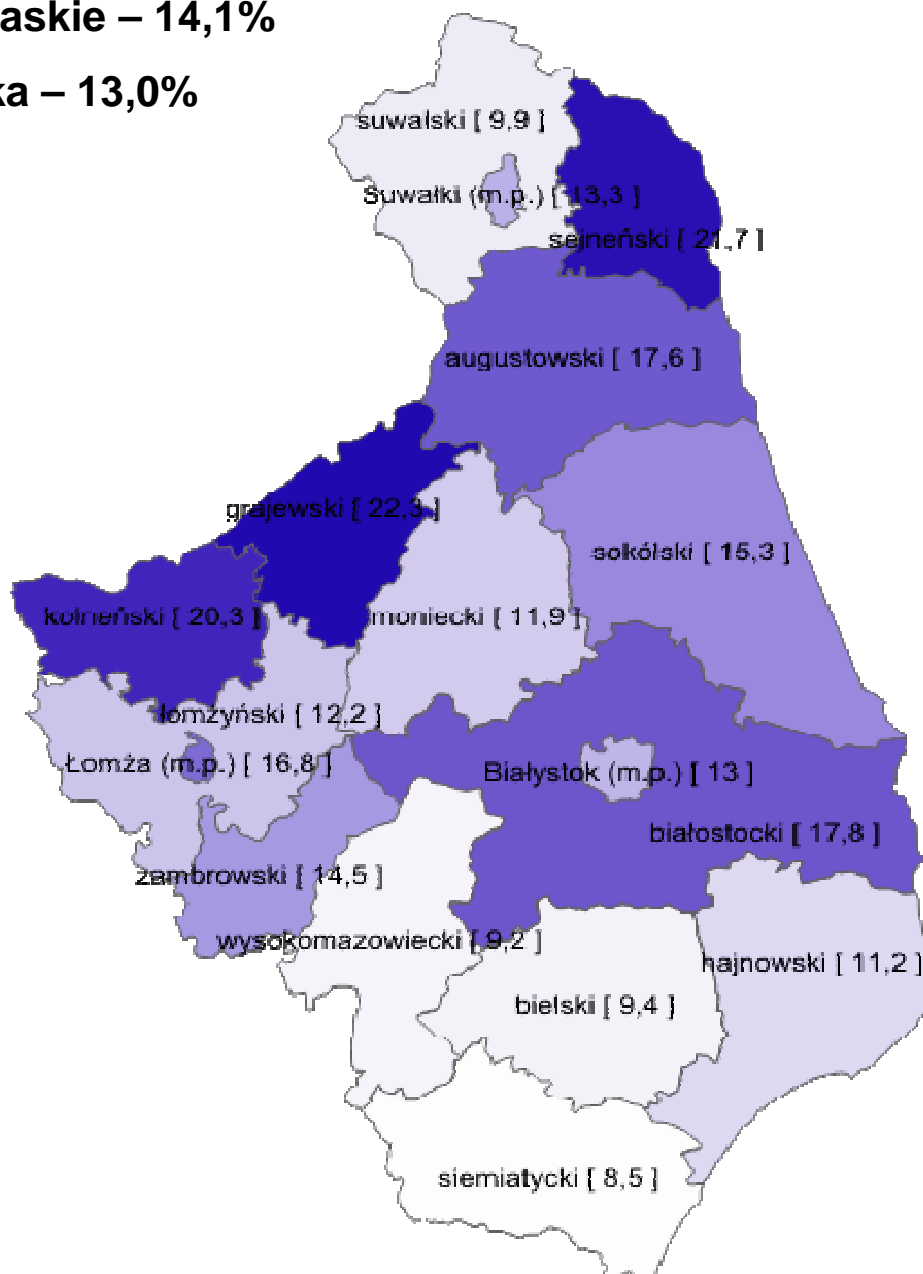 askie – 14,1%
ka – 13,0%
suwalski [ 9,9 ]
Suwałki (m.p.) [ 13,3 ]
sejneński [ 21,7 ]
augustowski [ 17,6 ]
grajewski [ 22,3 ]
sokólski [ 15,3 ]
kolneński [ 20,3 ]
moniecki [ 11,9 ]
łomżyński [ 12,2 ]
Łomża (m.p.) [ 16,8 ]
Białystok (m.p.) [ 13 ]
białostocki [ 17,8 ]
zambrowski [ 14,5 ]
wysokomazowiecki [ 9,2 ]
hajnowski [ 11,2 ]
bielski [ 9,4 ]
siemiatycki [ 8,5 ]